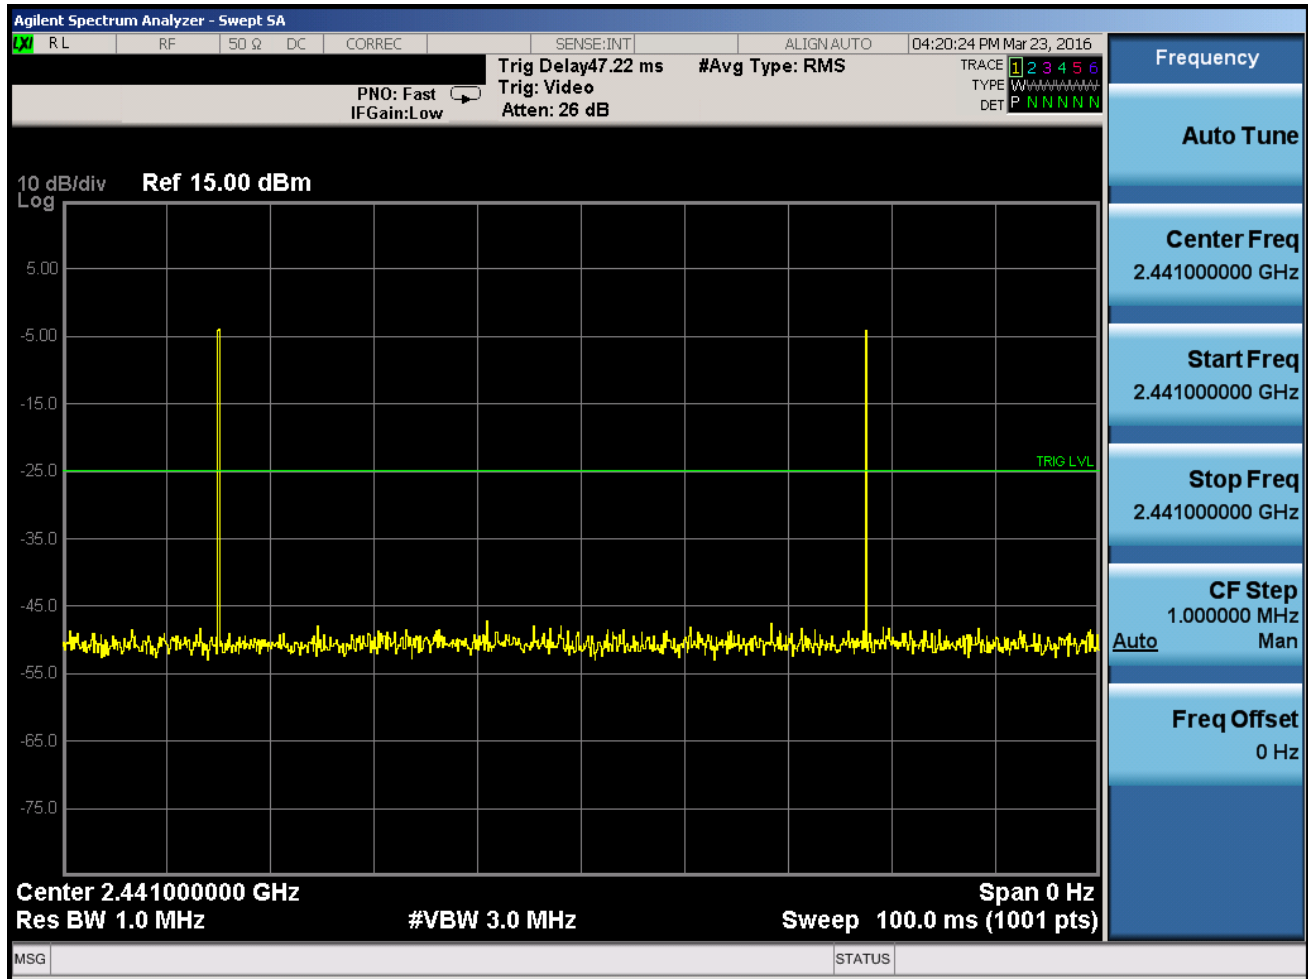 Agilent Spectrum Analyzer - Swept SA
LXI RL RF 50 Ω DC CORREC SENSE:INT ALIGN AUTO 04:20:24 PM Mar 23, 2016
Trig Delay47.22 ms #Avg Type: RMS TRACE 1 2 3 4 5 6
PNO: Fast Trig: Video TYPE WWWWWW
IFGain:Low Atten: 26 dB DET P N N N N N
10 dB/div Ref 15.00 dBm
Log
5.00
-5.00
-15.0
-25.0
TRIG LVL
-35.0
-45.0
-55.0
-65.0
-75.0
Center 2.441000000 GHz Span 0 Hz
Res BW 1.0 MHz #VBW 3.0 MHz Sweep 100.0 ms (1001 pts)
MSG STATUS
Frequency
Auto Tune
Center Freq
2.441000000 GHz
Start Freq
2.441000000 GHz
Stop Freq
2.441000000 GHz
CF Step
1.000000 MHz
Auto Man
Freq Offset
0 Hz